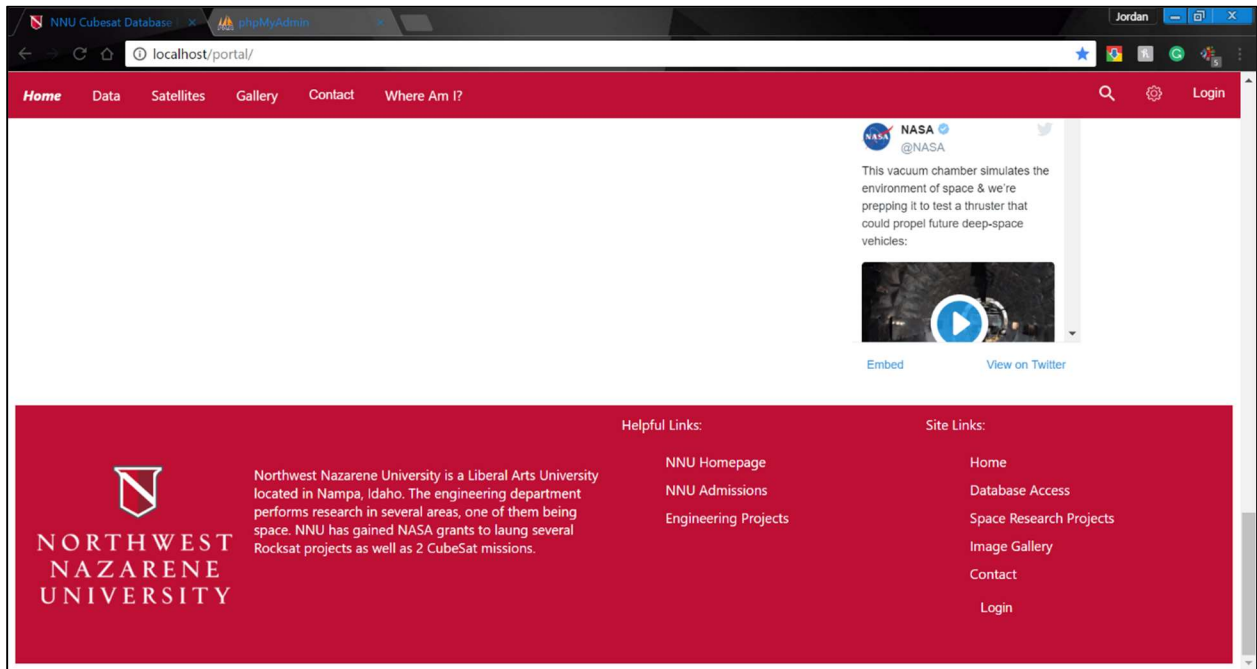 NNU Cubesat Database
phpMyAdmin
Jordan
localhost/portal/
5
Home Data Satellites Gallery Contact Where Am I? Login
NASA
NASA
@NASA
This vacuum chamber simulates the
environment of space & we're
prepping it to test a thruster that
could propel future deep-space
vehicles:
Embed View on Twitter
Northwest Nazarene University is a Liberal Arts University
located in Nampa, Idaho. The engineering department
performs research in several areas, one of them being
space. NNU has gained NASA grants to laung several
Rocksat projects as well as 2 CubeSat missions.
NORTHWEST
NAZARENE
UNIVERSITY
Helpful Links:
NNU Homepage
NNU Admissions
Engineering Projects
Site Links:
Home
Database Access
Space Research Projects
Image Gallery
Contact
Login